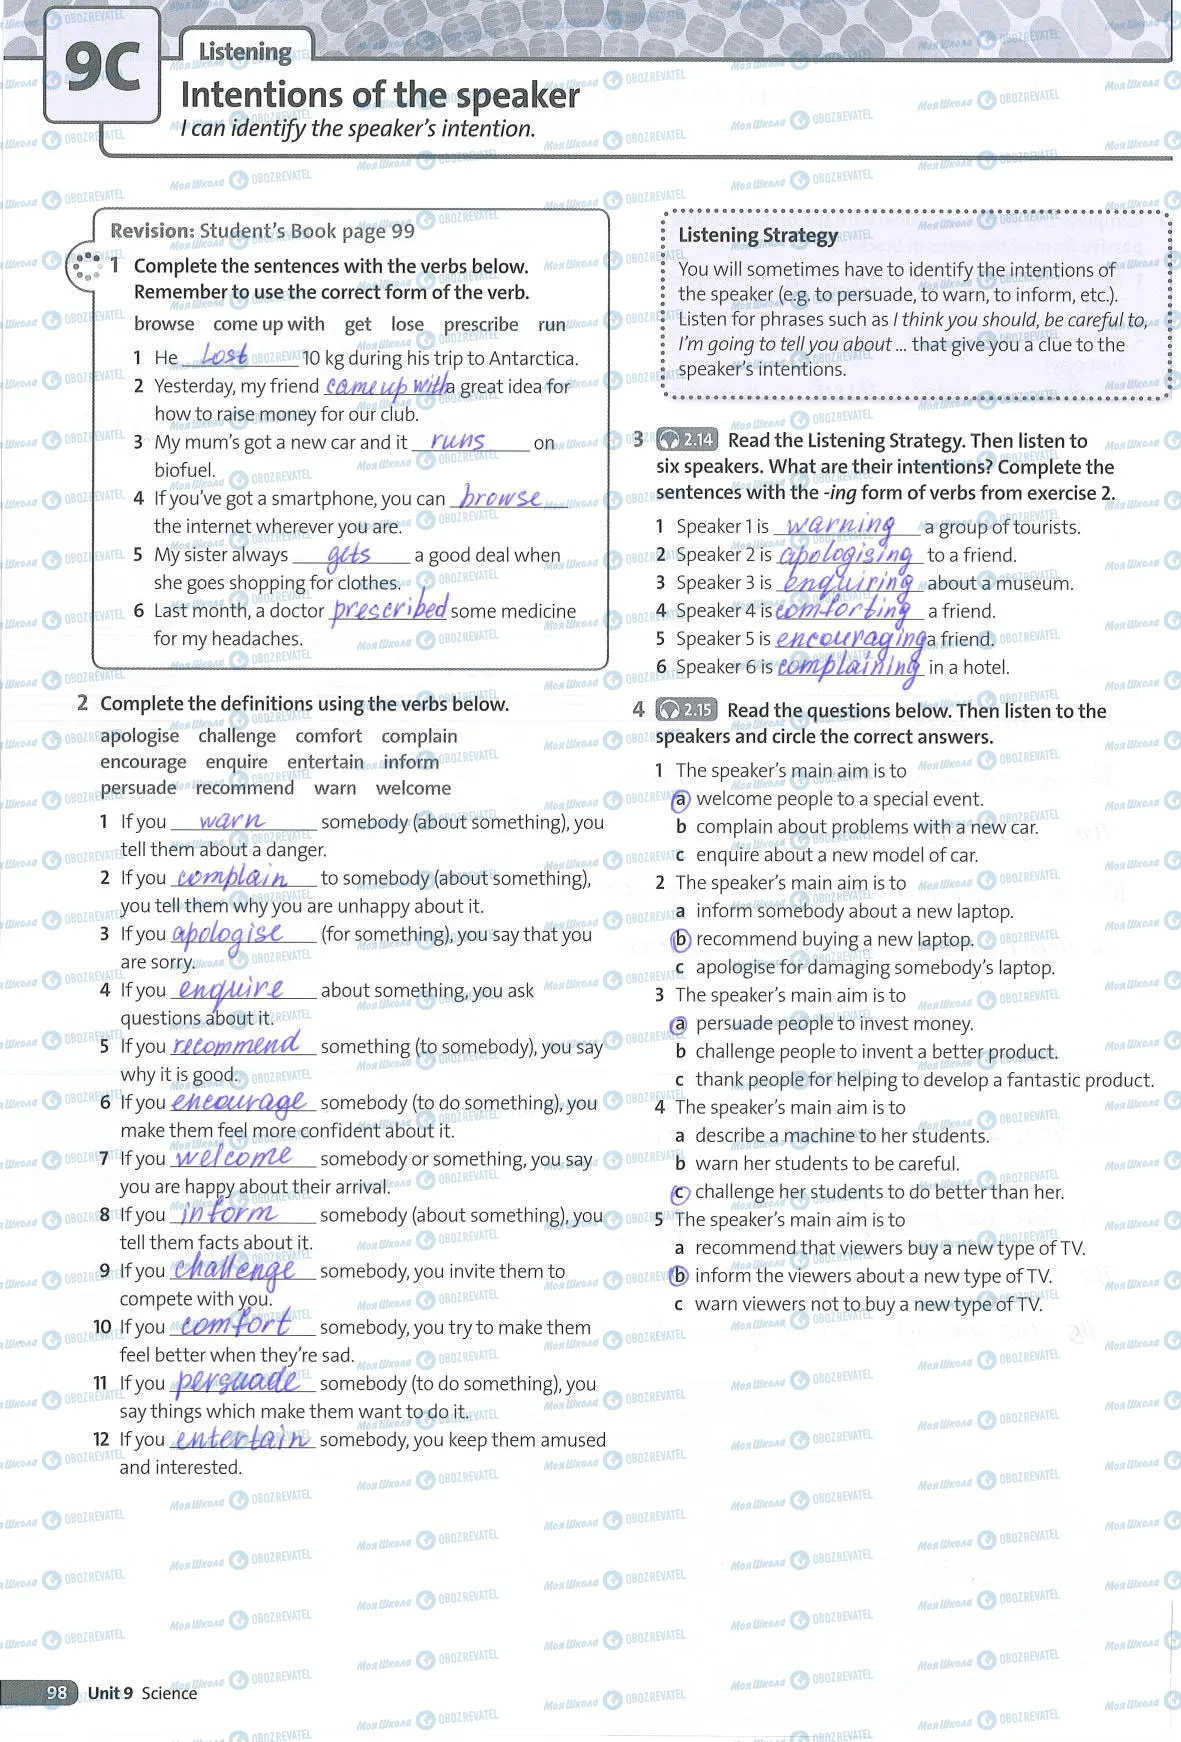 9C
Listening
Intentions of the speaker
I can identify the speaker's intention.
Revision: Student's Book page 99
1 Complete the sentences with the verbs below.
Remember to use the correct form of the verb.
browse come up with get lose prescribe run
1 He Lost 10 kg during his trip to Antarctica.
2 Yesterday, my friend came up with a great idea for
how to raise money for our club.
3 My mum's got a new car and it runs on
biofuel.
4 If you've got a smartphone, you can browse
the internet wherever you are.
5 My sister always gets a good deal when
she goes shopping for clothes.
6 Last month, a doctor prescribed some medicine
for my headaches.
2 Complete the definitions using the verbs below.
apologise challenge comfort complain
encourage enquire entertain inform
persuade recommend warn welcome
1 If you warn somebody (about something), you
tell them about a danger.
2 If you complain to somebody (about something),
you tell them why you are unhappy about it.
3 If you apologise (for something), you say that you
are sorry.
4 If you enquire about something, you ask
questions about it.
5 If you recommend something (to somebody), you say
why it is good.
6 If you encourage somebody (to do something), you
make them feel more confident about it.
7 If you welcome somebody or something, you say
you are happy about their arrival.
8 If you inform somebody (about something), you
tell them facts about it.
9 If you challenge somebody, you invite them to
compete with you.
10 If you comfort somebody, you try to make them
feel better when they're sad.
11 If you persuade somebody (to do something), you
say things which make them want to do it.
12 If you entertain somebody, you keep them amused
and interested.
Listening Strategy
You will sometimes have to identify the intentions of
the speaker (e.g. to persuade, to warn, to inform, etc.).
Listen for phrases such as I think you should, be careful to,
I'm going to tell you about ... that give you a clue to the
speaker's intentions.
3 2.14 Read the Listening Strategy. Then listen to
six speakers. What are their intentions? Complete the
sentences with the -ing form of verbs from exercise 2.
1 Speaker 1 is warning a group of tourists.
2 Speaker 2 is apologising to a friend.
3 Speaker 3 is enquiring about a museum.
4 Speaker 4 is comforting a friend.
5 Speaker 5 is encouraging a friend.
6 Speaker 6 is complaining in a hotel.
4 2.15 Read the questions below. Then listen to the
speakers and circle the correct answers.
1 The speaker's main aim is to
a welcome people to a special event.
b complain about problems with a new car.
c enquire about a new model of car.
2 The speaker's main aim is to
a inform somebody about a new laptop.
b recommend buying a new laptop.
c apologise for damaging somebody's laptop.
3 The speaker's main aim is to
a persuade people to invest money.
b challenge people to invent a better product.
c thank people for helping to develop a fantastic product.
4 The speaker's main aim is to
a describe a machine to her students.
b warn her students to be careful.
c challenge her students to do better than her.
5 The speaker's main aim is to
a recommend that viewers buy a new type of TV.
b inform the viewers about a new type of TV.
c warn viewers not to buy a new type of TV.
98 Unit 9 Science
Моя Школа OBOZREVATEL